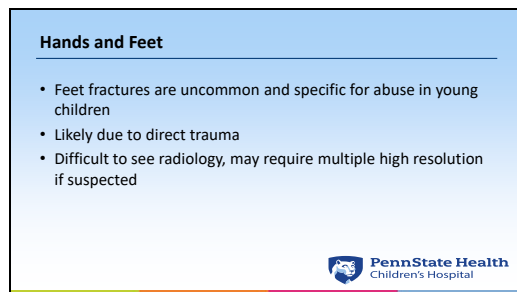 Hands and Feet
• Feet fractures are uncommon and specific for abuse in young
children
• Likely due to direct trauma
• Difficult to see radiology, may require multiple high resolution
if suspected
PennState Health
Children's Hospital